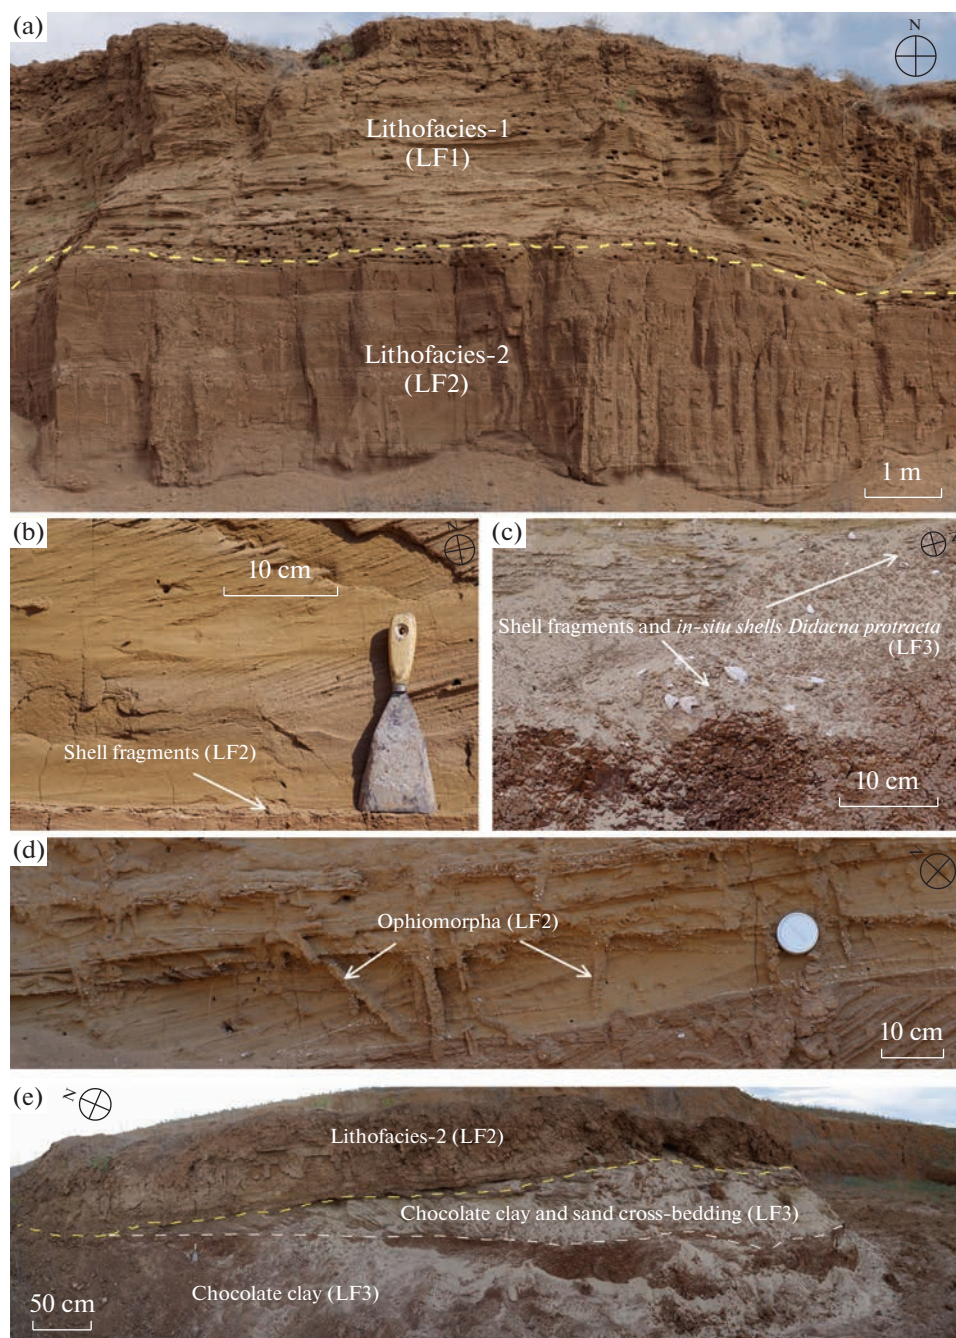 (a)
N
Lithofacies-1
(LF1)
Lithofacies-2
(LF2)
1 m
(b)
N
10 cm
Shell fragments (LF2)
(c)
Shell fragments and in-situ shells Didacna protracta
(LF3)
10 cm
(d)
N
Ophiomorpha (LF2)
10 cm
(e)
N
Lithofacies-2 (LF2)
Chocolate clay and sand cross-bedding (LF3)
Chocolate clay (LF3)
50 cm